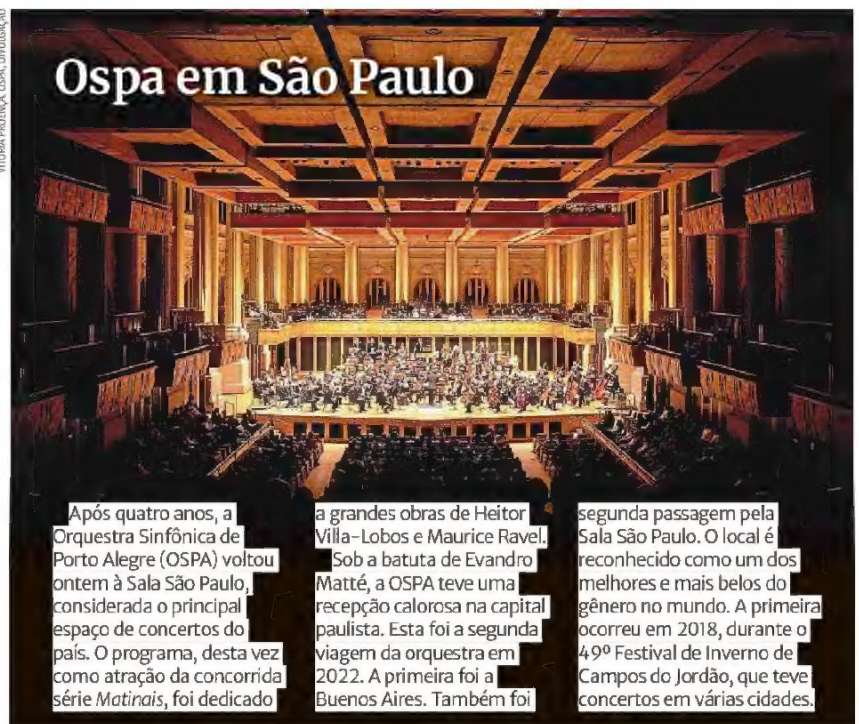 VITÓRIA PROENÇA, OSPA, DIVULGAÇÃO
Ospa em São Paulo
Após quatro anos, a
Orquestra Sinfônica de
Porto Alegre (OSPA) voltou
ontem à Sala São Paulo,
considerada o principal
espaço de concertos do
país. O programa, desta vez
como atração da concorrida
série Matinais, foi dedicado
a grandes obras de Heitor
Villa-Lobos e Maurice Ravel.
Sob a batuta de Evandro
Matté, a OSPA teve uma
recepção calorosa na capital
paulista. Esta foi a segunda
viagem da orquestra em
2022. A primeira foi a
Buenos Aires. Também foi
segunda passagem pela
Sala São Paulo. O local é
reconhecido como um dos
melhores e mais belos do
gênero no mundo. A primeira
ocorreu em 2018, durante o
49º Festival de Inverno de
Campos do Jordão, que teve
concertos em várias cidades.